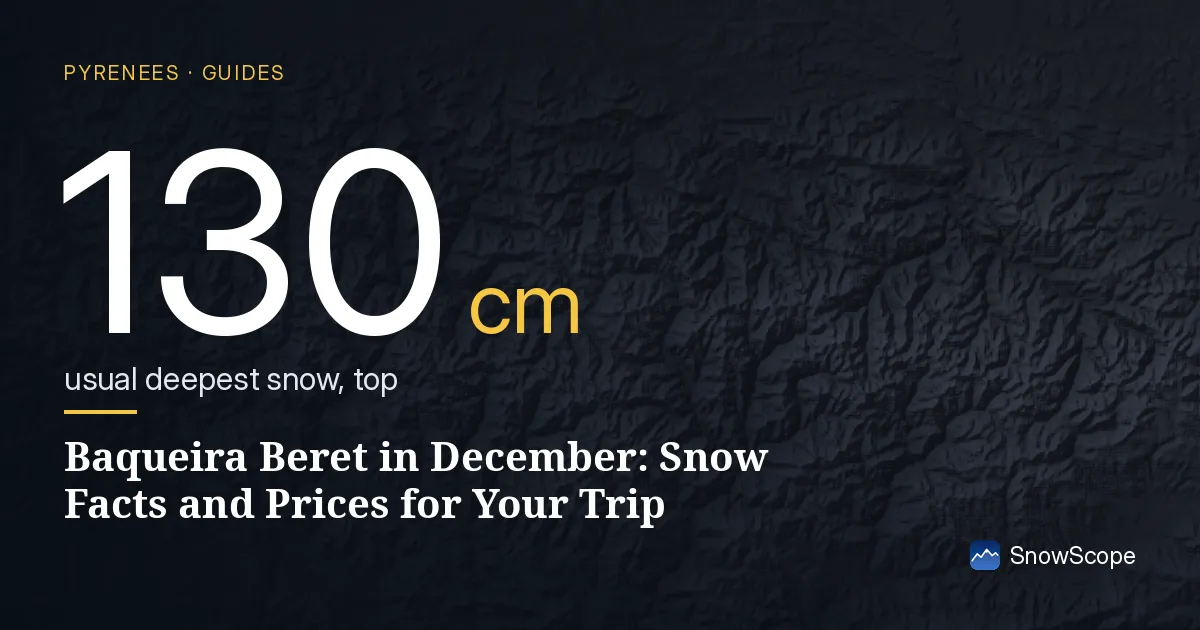 PYRENEES · GUIDES
130 cm
usual deepest snow, top
Baqueira Beret in December: Snow
Facts and Prices for Your Trip
SnowScope